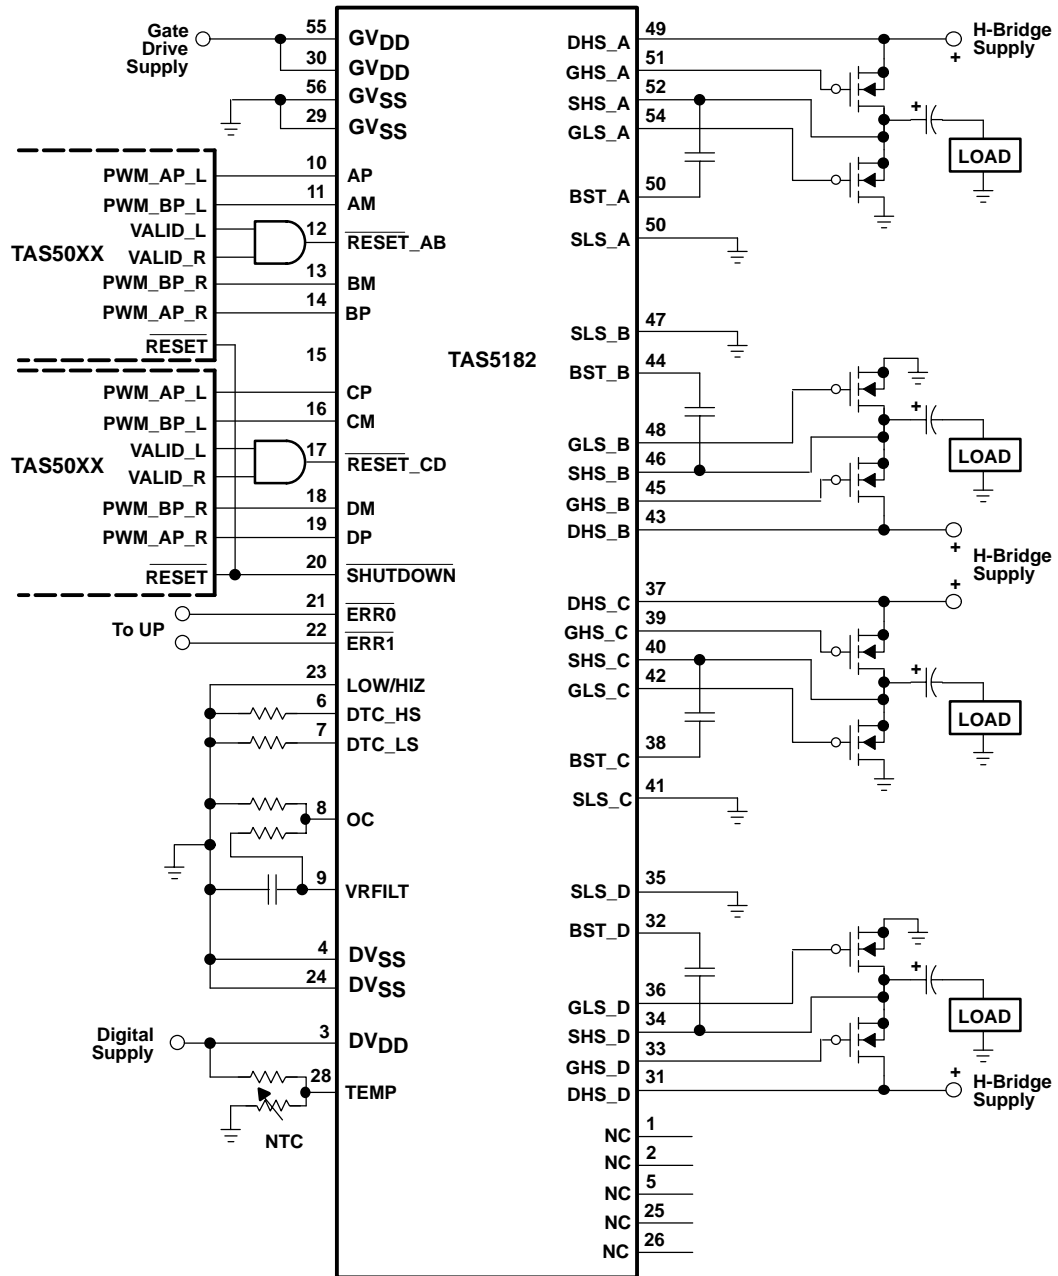 Gate
Drive
Supply
55 GVDD
30 GVDD
56 GVSS
29 GVSS
TAS50XX
PWM_AP_L 10 AP
PWM_BP_L 11 AM
VALID_L 12 RESET_AB
VALID_R
PWM_BP_R 13 BM
PWM_AP_R 14 BP
RESET
15
TAS50XX
PWM_AP_L CP
PWM_BP_L 16 CM
VALID_L 17 RESET_CD
VALID_R
PWM_BP_R 18 DM
PWM_AP_R 19 DP
RESET 20 SHUTDOWN
To UP
21 ERR0
22 ERR1
23 LOW/HIZ
6 DTC_HS
7 DTC_LS
8 OC
9 VRFILT
4 DVSS
24 DVSS
Digital
Supply
3 DVDD
28 TEMP
NTC
TAS5182
DHS_A 49
H-Bridge
Supply
+
GHS_A 51
SHS_A 52
GLS_A 54
+
LOAD
BST_A 50
SLS_A 50
SLS_B 47
BST_B 44
+
LOAD
GLS_B 48
SHS_B 46
GHS_B 45
DHS_B 43
+
H-Bridge
Supply
+
DHS_C 37
GHS_C 39
SHS_C 40
GLS_C 42
+
LOAD
BST_C 38
SLS_C 41
SLS_D 35
BST_D 32
+
LOAD
GLS_D 36
SHS_D 34
GHS_D 33
DHS_D 31
+
H-Bridge
Supply
NC 1
NC 2
NC 5
NC 25
NC 26